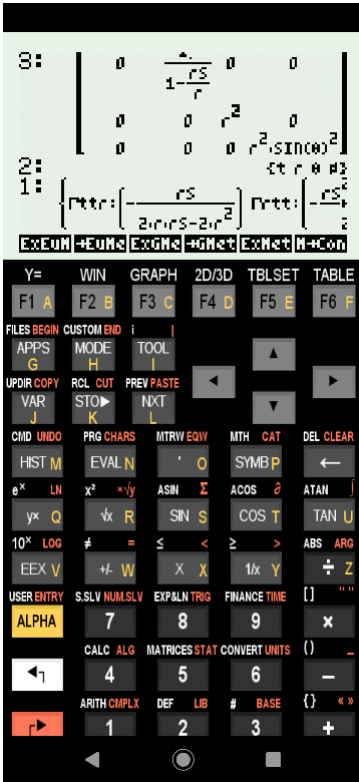 3: 0 1. 0 0
1-rS/r
0 0 r² 0
0 0 0 r²·SIN(θ)²
2: {t r θ ø}
1: {Γttr:(- rS Γrtt:(- rS
2·r·rS-2·r²
ExEuM →EuMe ExGMe →GMet ExMet M→Con
Y= WIN GRAPH 2D/3D TBLSET TABLE
F1 A F2 B F3 C F4 D F5 E F6 F
FILES BEGIN CUSTOM END i |
APPS G MODE H TOOL I ▲
UPDIR COPY RCL CUT PREV PASTE ◀ ▶
VAR J STO▶ K NXT L ▼
CMD UNDO PRG CHARS MTRW EQW MTH CAT DEL CLEAR
HIST M EVAL N ' O SYMB P ←
eˣ LN x² ˣ√y ASIN Σ ACOS ∂ ATAN ∫
yˣ Q √x R SIN S COS T TAN U
10ˣ LOG ≠ = ≤ < ≥ > ABS ARG
EEX V +/- W X X 1/x Y ÷ Z
USER ENTRY S.SLV NUM.SLV EXP&LN TRIG FINANCE TIME [] ""
ALPHA 7 8 9 ×
CALC ALG MATRICES STAT CONVERT UNITS () _
4 5 6 −
ARITH CMPLX DEF LIB # BASE {} «»
1 2 3 +